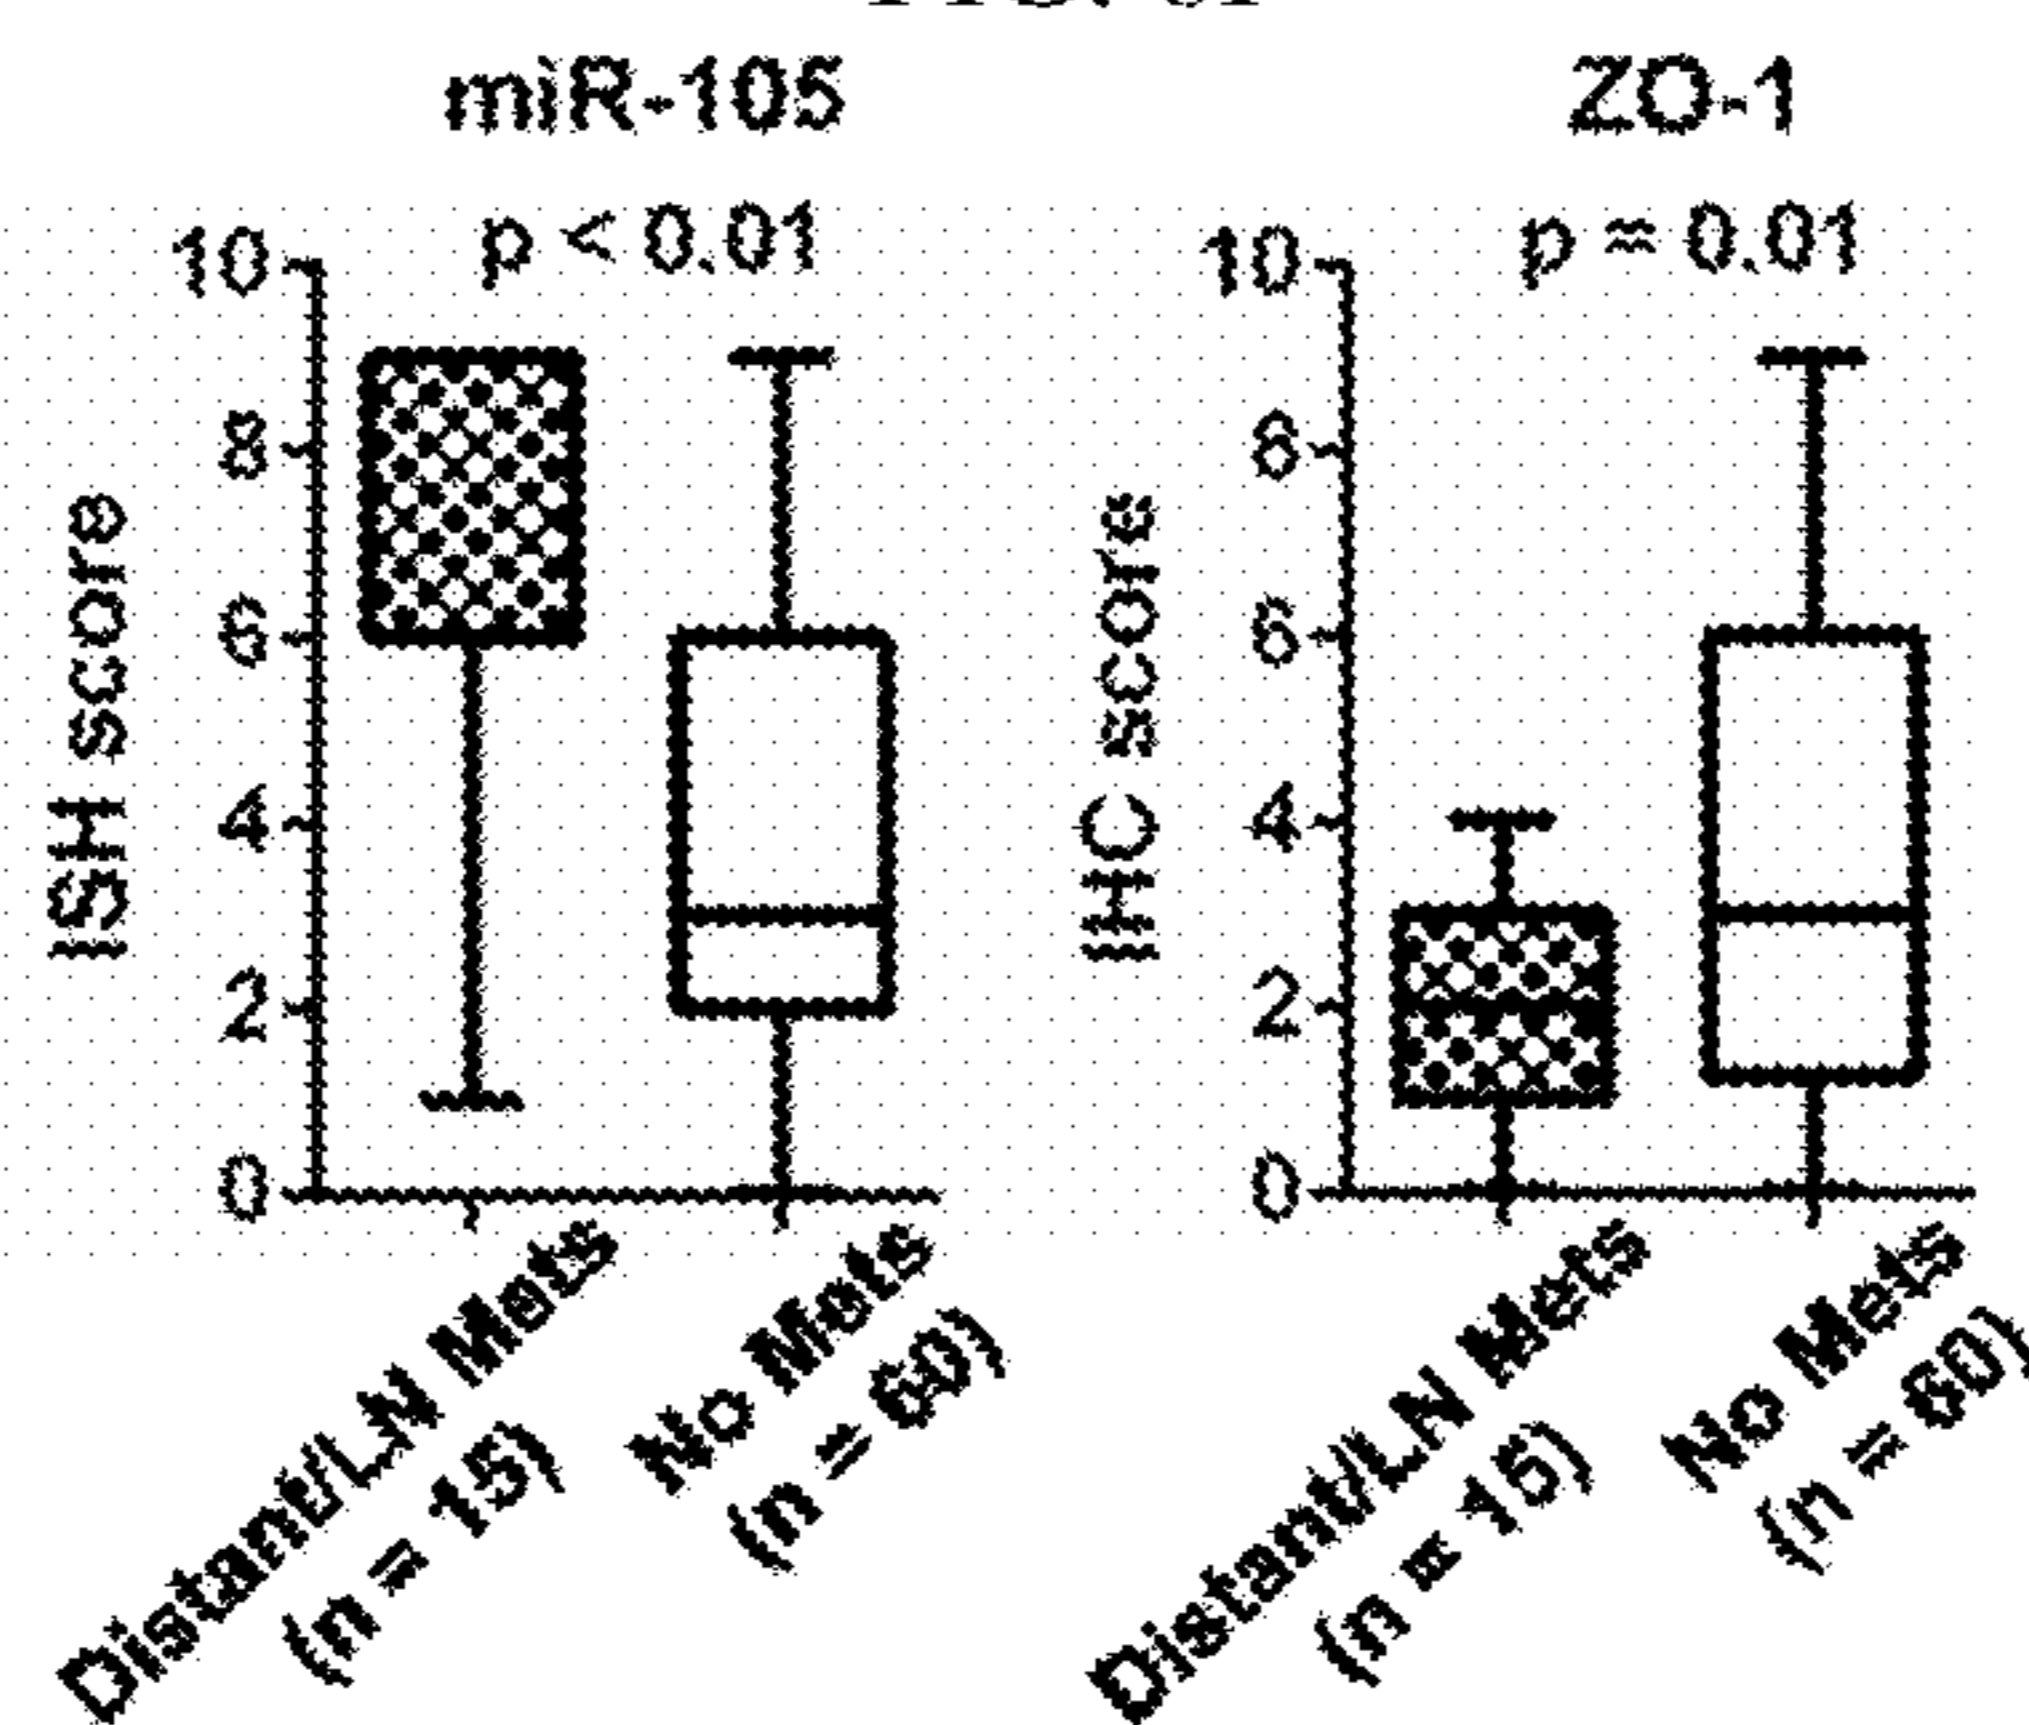 miR-105
p < 0.01
ISH score
10
8
6
4
2
0
Distant/LN Mets
(n = 15)
No Mets
(n = 60)
ZO-1
p = 0.01
IHC score
10
8
6
4
2
0
Distant/LN Mets
(n = 15)
No Mets
(n = 60)